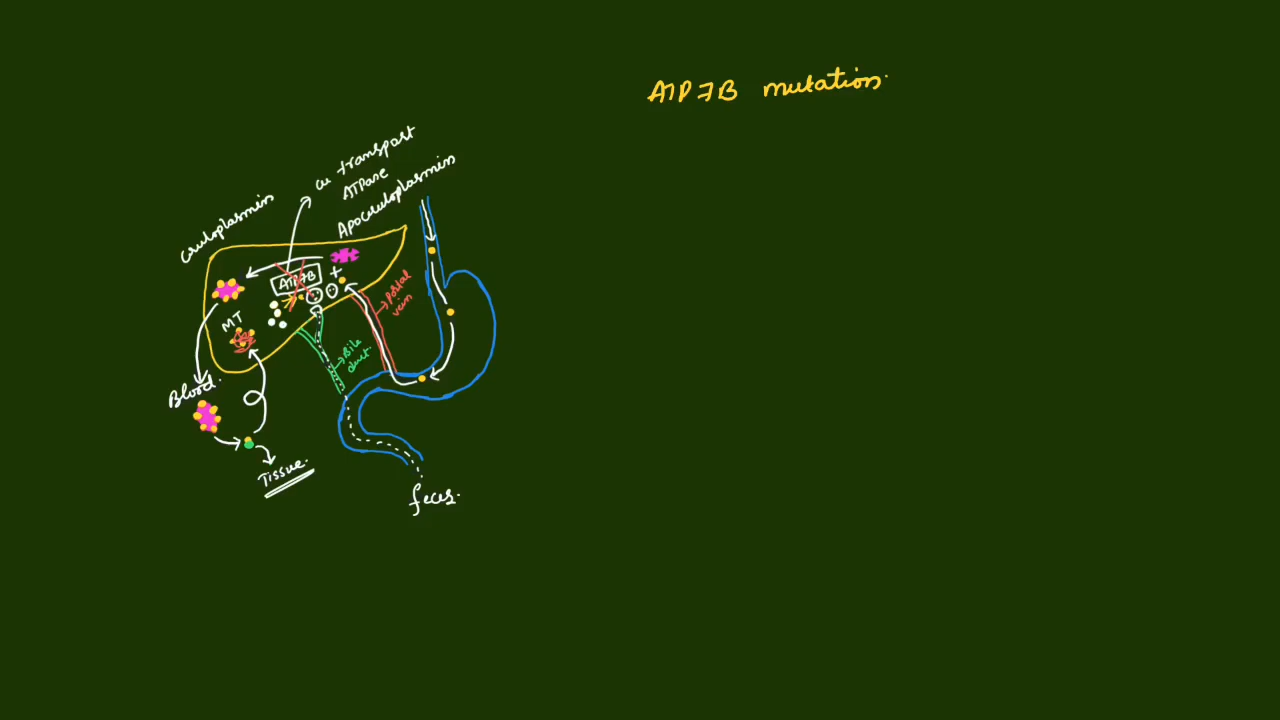 ATP7B mutation
Cu transport
ATPase
Apoceruloplasmin
Ceruloplasmin
ATP7B
+
Portal
vein
MT
Bile
duct
Blood
Tissue
feces